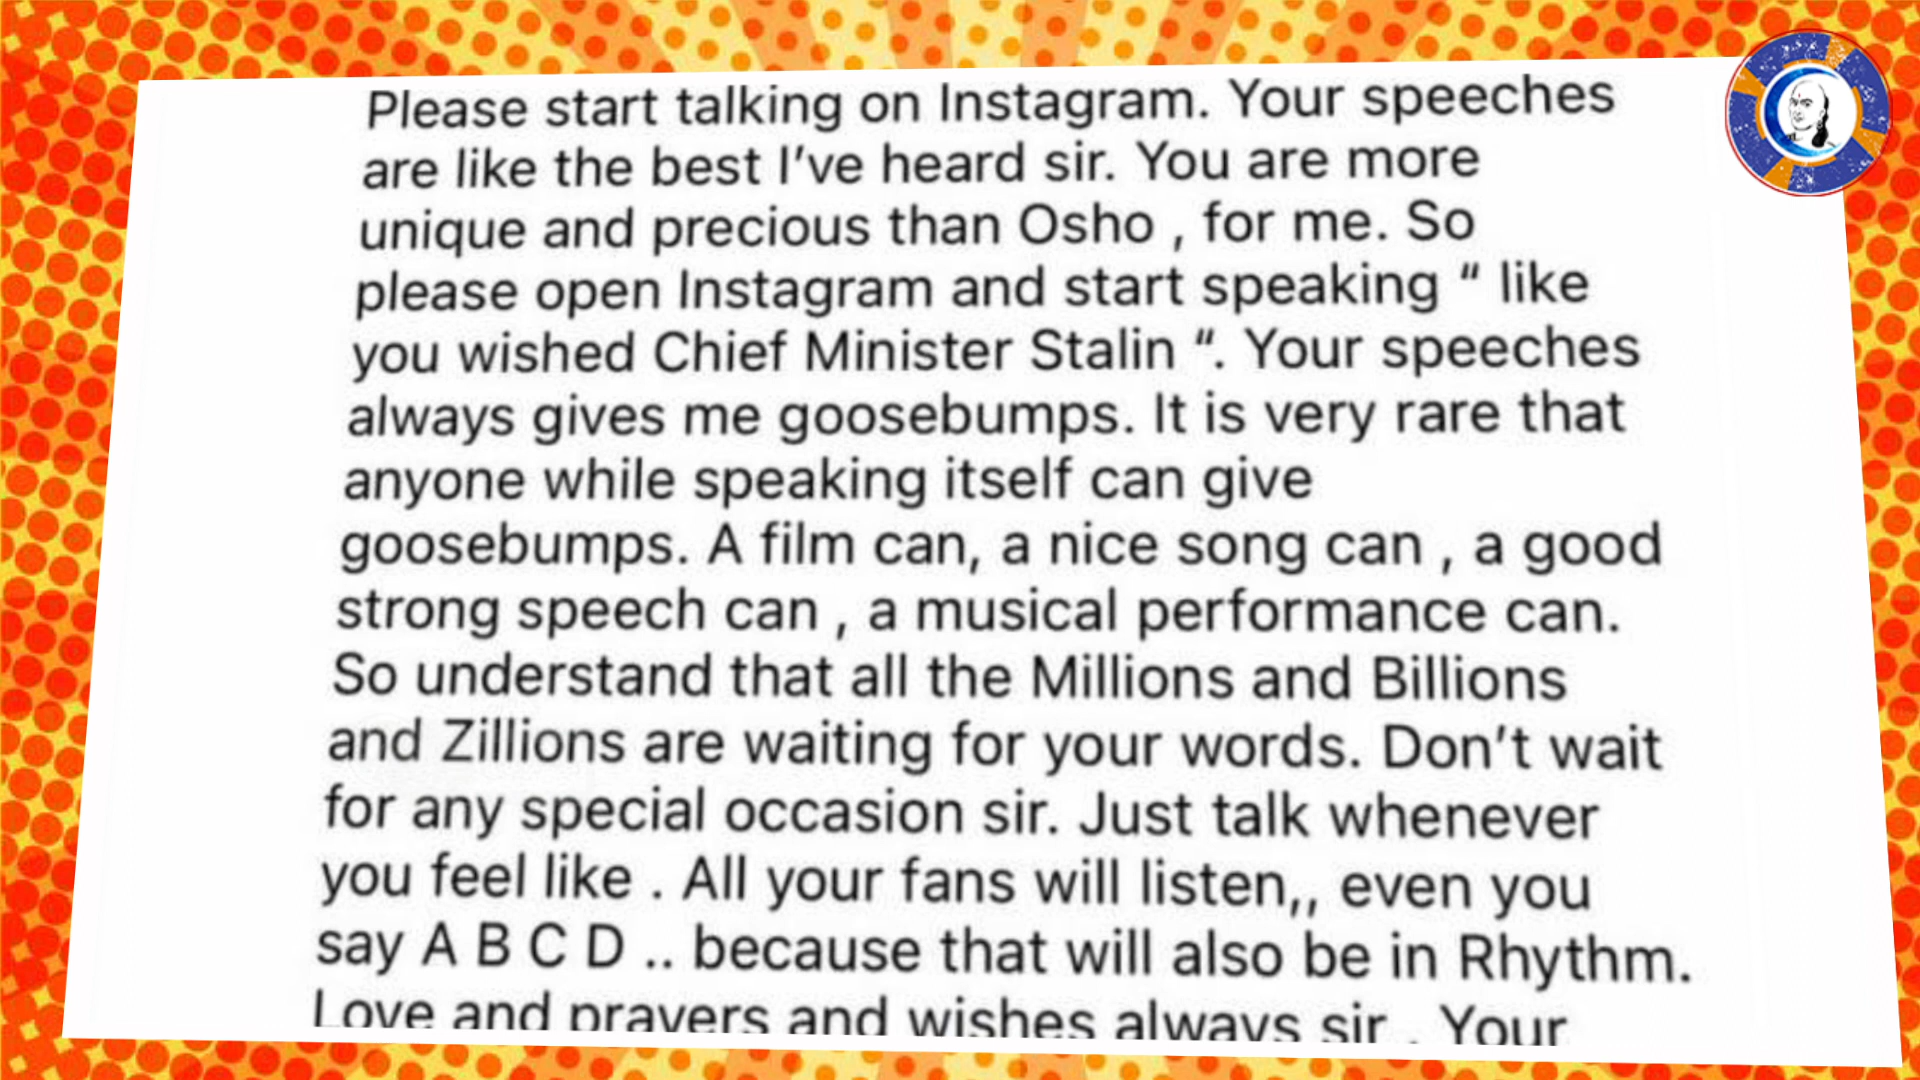 Please start talking on Instagram. Your speeches
are like the best I’ve heard sir. You are more
unique and precious than Osho , for me. So
please open Instagram and start speaking “ like
you wished Chief Minister Stalin “. Your speeches
always gives me goosebumps. It is very rare that
anyone while speaking itself can give
goosebumps. A film can, a nice song can , a good
strong speech can , a musical performance can.
So understand that all the Millions and Billions
and Zillions are waiting for your words. Don’t wait
for any special occasion sir. Just talk whenever
you feel like . All your fans will listen,, even you
say A B C D .. because that will also be in Rhythm.
Love and prayers and wishes always sir . Your